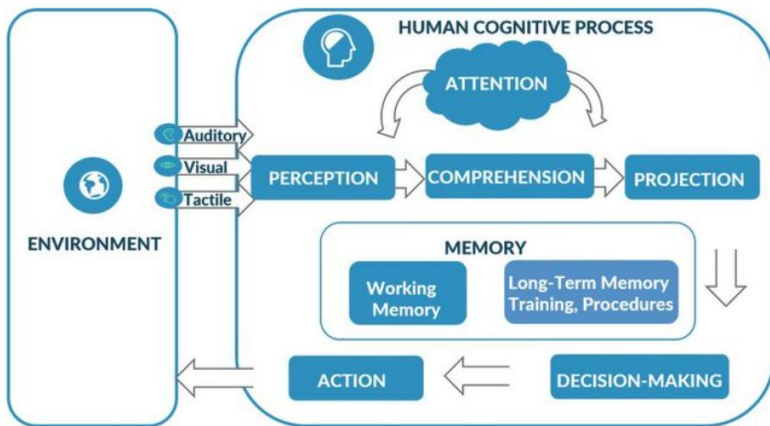 HUMAN COGNITIVE PROCESS
ATTENTION
Auditory
Visual
Tactile
PERCEPTION
COMPREHENSION
PROJECTION
ENVIRONMENT
MEMORY
Working
Memory
Long-Term Memory
Training, Procedures
ACTION
DECISION-MAKING